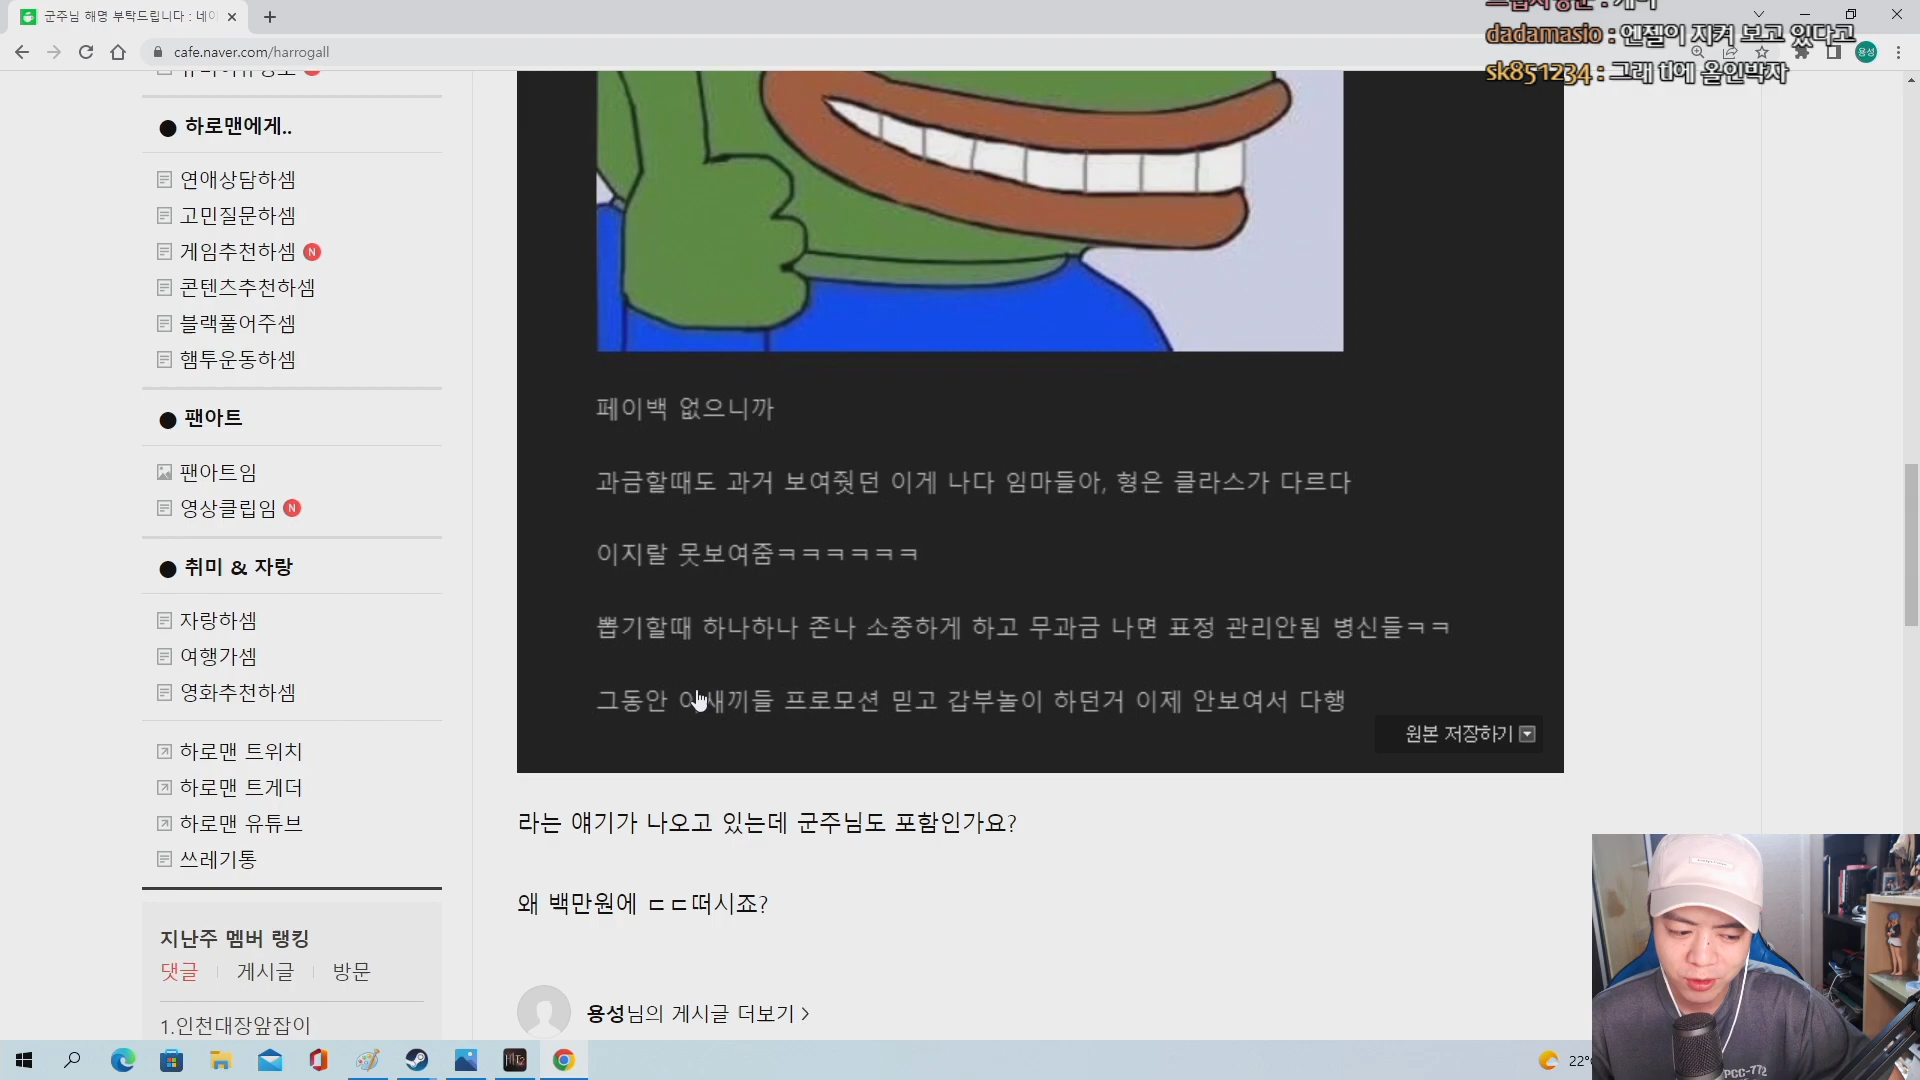 군주님 해명 부탁드립니다 : 네이
cafe.naver.com/harrogall
dadamasio : 엔젤이 지켜 보고 있다고
sk851234 : 그래 tl에 올인박자
하로맨에게..
연애상담하셈
고민질문하셈
게임추천하셈 N
콘텐츠추천하셈
블랙풀어주셈
햄투운동하셈
팬아트
팬아트임
영상클립임 N
취미 & 자랑
자랑하셈
여행가셈
영화추천하셈
하로맨 트위치
하로맨 트게더
하로맨 유튜브
쓰레기통
지난주 멤버 랭킹
댓글 게시글 방문
1.인천대장앞잡이
페이백 없으니까
과금할때도 과거 보여줫던 이게 나다 임마들아, 형은 클라스가 다르다
이지랄 못보여줌ㅋㅋㅋㅋㅋㅋ
뽑기할때 하나하나 존나 소중하게 하고 무과금 나면 표정 관리안됨 병신들ㅋㅋ
그동안 이새끼들 프로모션 믿고 갑부놀이 하던거 이제 안보여서 다행
원본 저장하기
라는 얘기가 나오고 있는데 군주님도 포함인가요?
왜 백만원에 ㄷㄷ떠시죠?
용성님의 게시글 더보기 >
용성
HIT2
22°
PCC-772